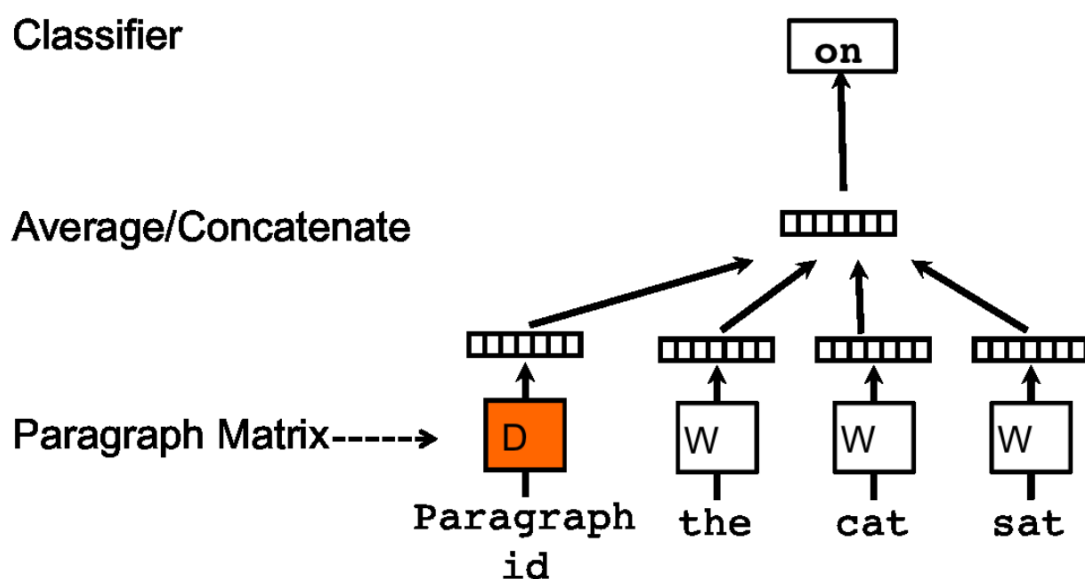 Classifier
on
Average/Concatenate
Paragraph Matrix
D
W
W
W
Paragraph
id
the
cat
sat